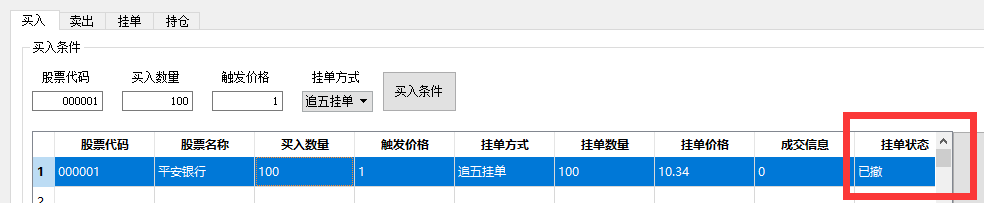 买入 卖出 挂单 持仓
买入条件
股票代码 买入数量 触发价格 挂单方式
000001 100 1 追五挂单 买入条件
股票代码 股票名称 买入数量 触发价格 挂单方式 挂单数量 挂单价格 成交信息 挂单状态
1 000001 平安银行 100 1 追五挂单 100 10.34 0 已撤
2